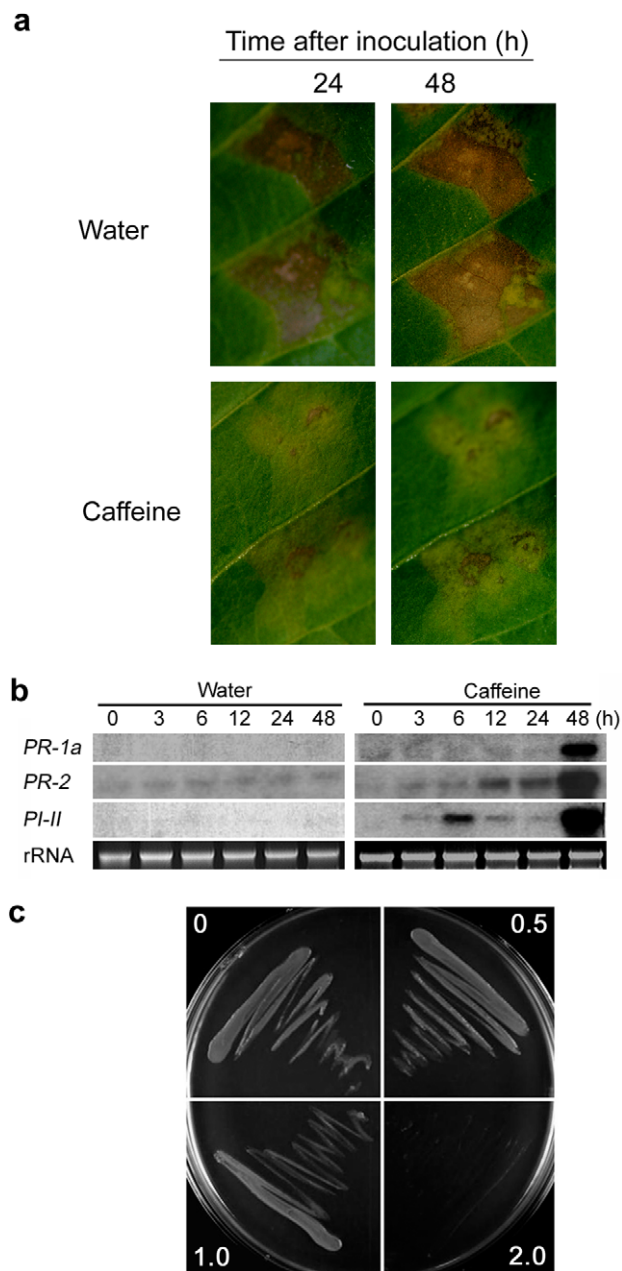 a
Time after inoculation (h)
24 48
Water
Caffeine
b
Water Caffeine
0 3 6 12 24 48 0 3 6 12 24 48 (h)
PR-1a
PR-2
PI-II
rRNA
c
0 0.5
1.0 2.0